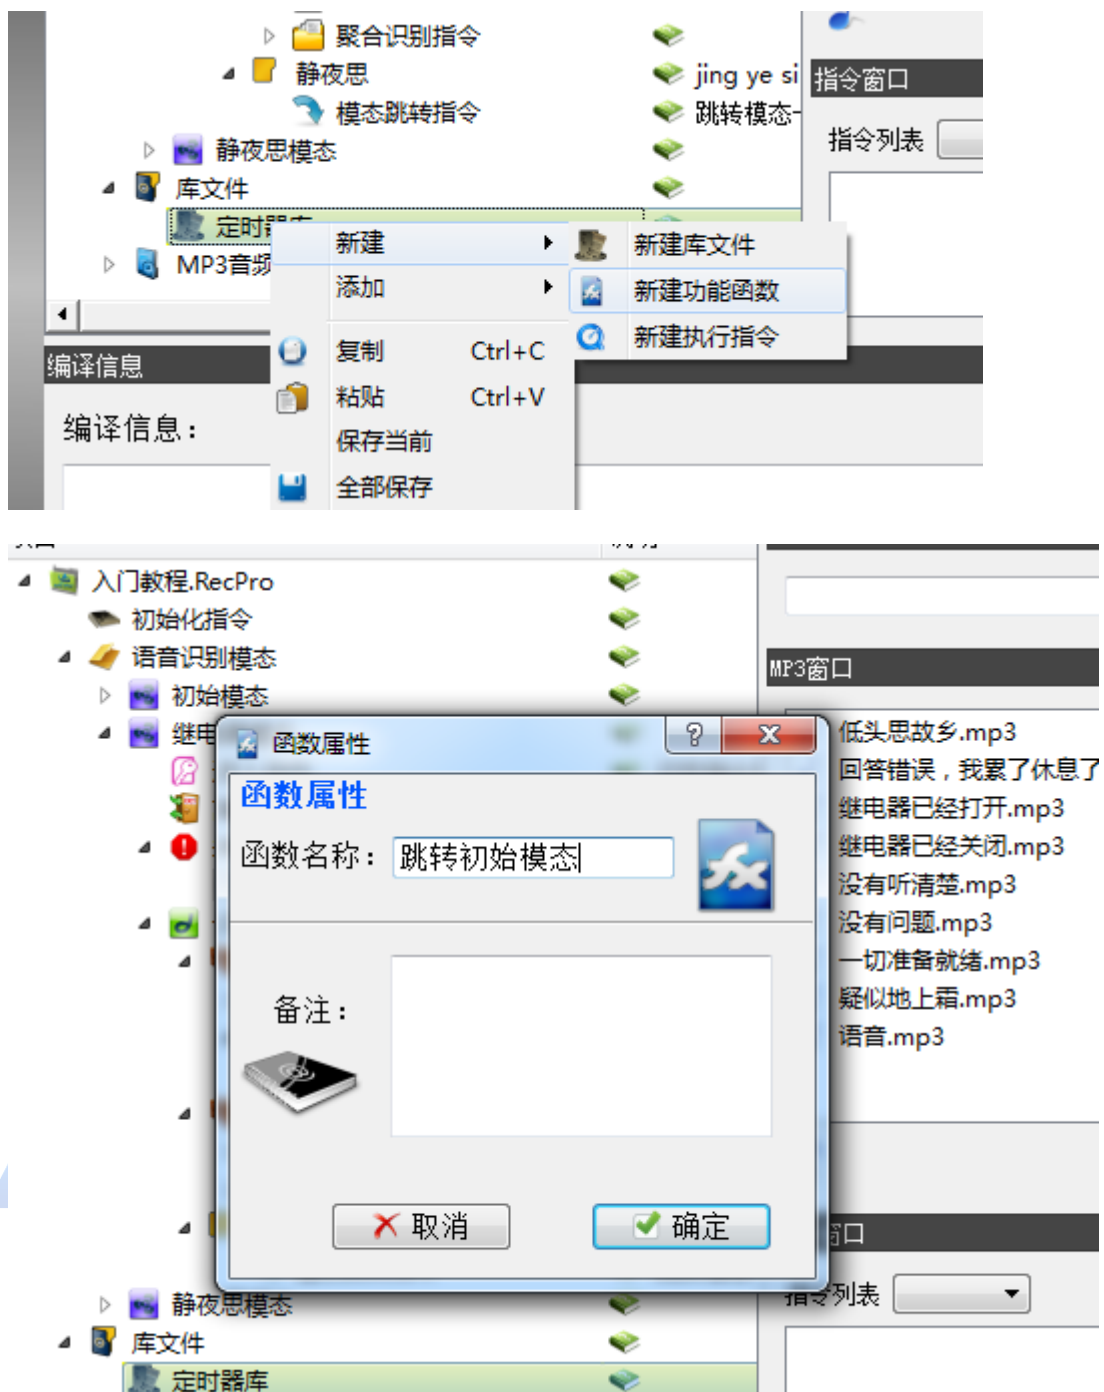 聚合识别指令
静夜思 jing ye si
模态跳转指令 跳转模态
静夜思模态
库文件
定时器库
MP3音频
指令窗口
指令列表
新建
添加
复制 Ctrl+C
粘贴 Ctrl+V
保存当前
全部保存
新建库文件
新建功能函数
新建执行指令
编译信息
编译信息：
入门教程.RecPro
初始化指令
语音识别模态
初始模态
继电
函数属性
函数属性
函数名称： 跳转初始模态
备注：
取消 确定
静夜思模态
库文件
定时器库
MP3窗口
低头思故乡.mp3
回答错误，我累了休息了
继电器已经打开.mp3
继电器已经关闭.mp3
没有听清楚.mp3
没有问题.mp3
一切准备就绪.mp3
疑似地上霜.mp3
语音.mp3
窗口
指令列表